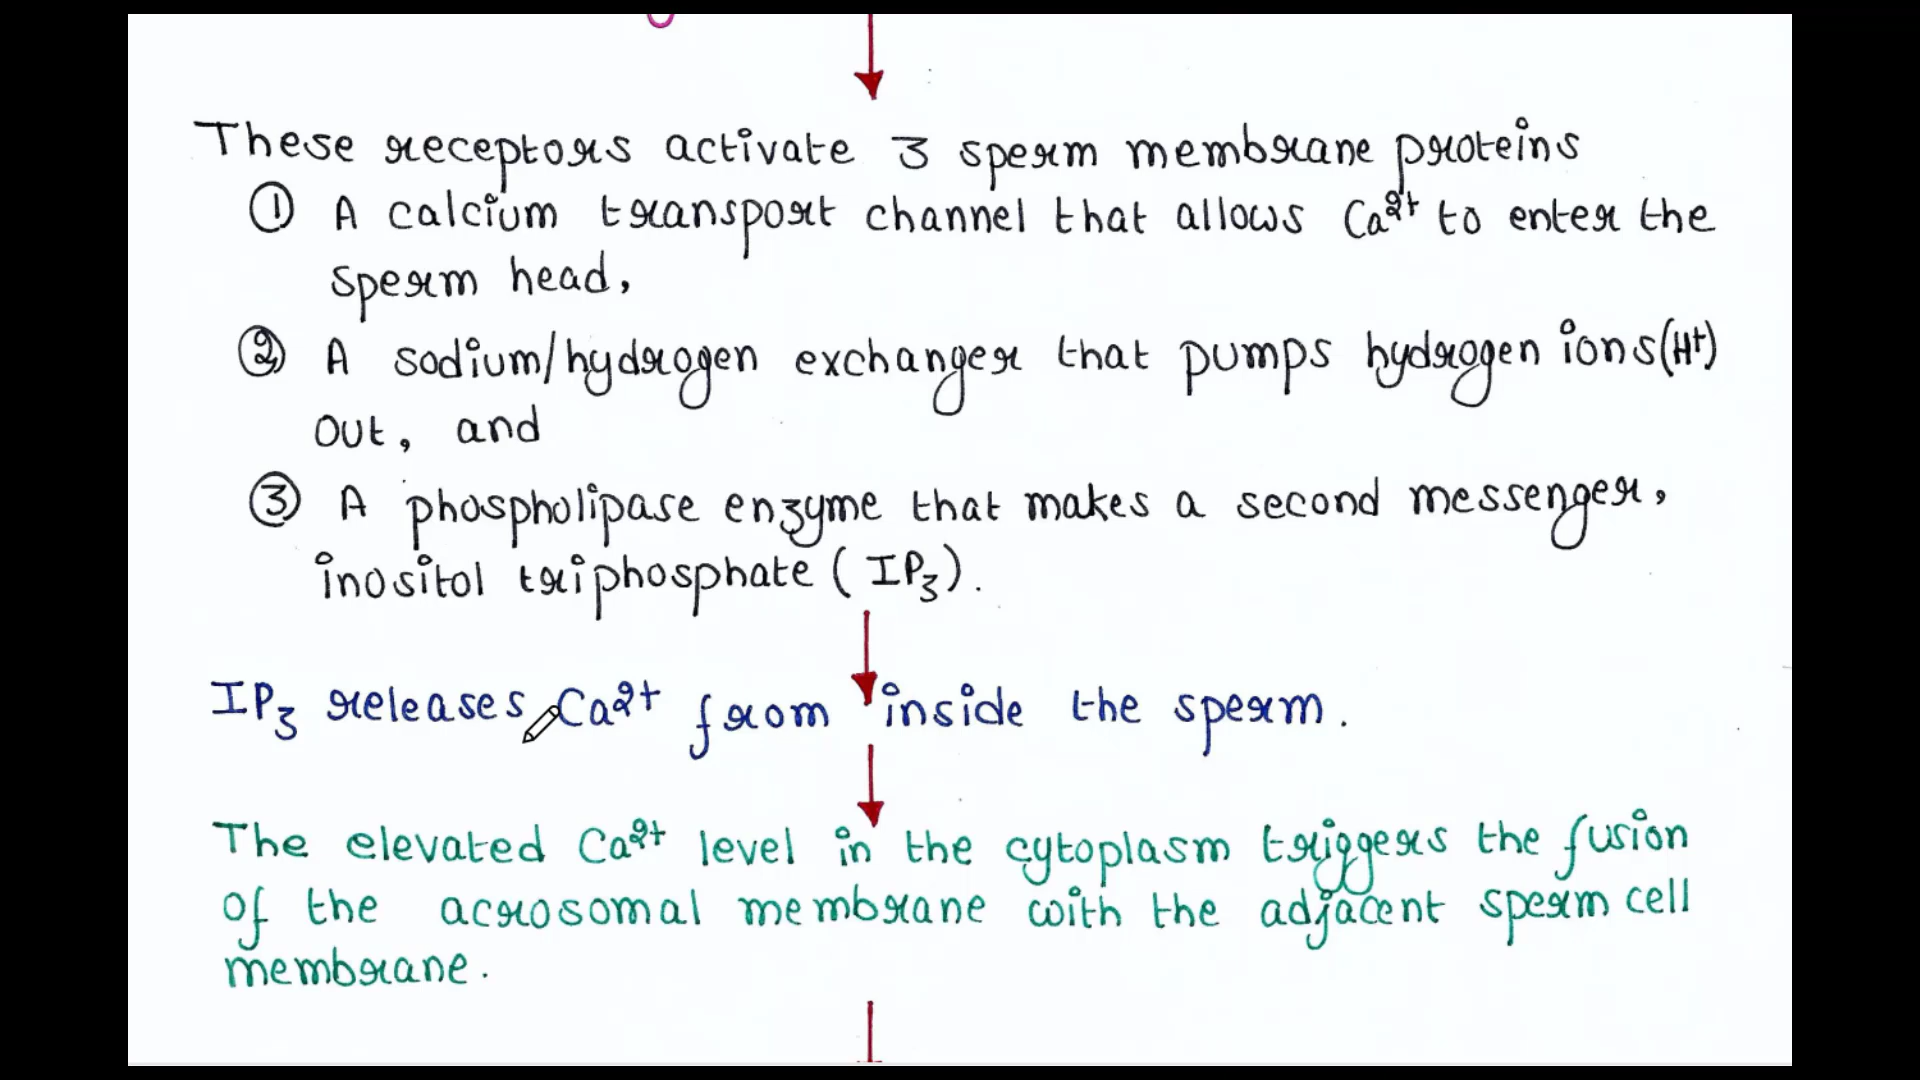 These receptors activate 3 sperm membrane proteins
① A calcium transport channel that allows Ca²⁺ to enter the
sperm head,
② A sodium/hydrogen exchanger that pumps hydrogen ions(H⁺)
out, and
③ A phospholipase enzyme that makes a second messenger,
inositol triphosphate (IP₃).
IP₃ releases Ca²⁺ from inside the sperm.
The elevated Ca²⁺ level in the cytoplasm triggers the fusion
of the acrosomal membrane with the adjacent sperm cell
membrane.